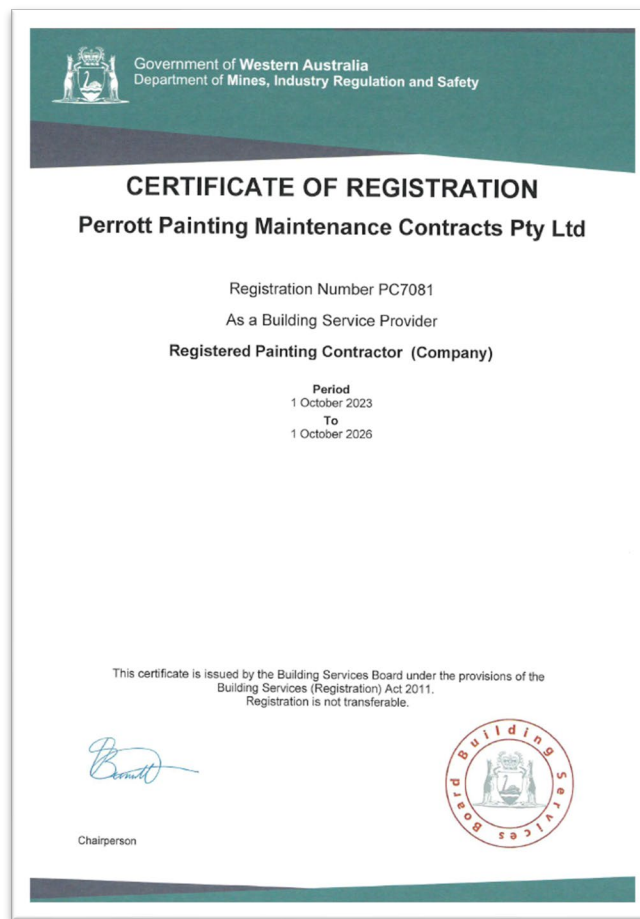 Government of Western Australia
Department of Mines, Industry Regulation and Safety
CERTIFICATE OF REGISTRATION
Perrott Painting Maintenance Contracts Pty Ltd
Registration Number PC7081
As a Building Service Provider
Registered Painting Contractor (Company)
Period
1 October 2023
To
1 October 2026
This certificate is issued by the Building Services Board under the provisions of the
Building Services (Registration) Act 2011.
Registration is not transferable.
Building Services Board
Chairperson